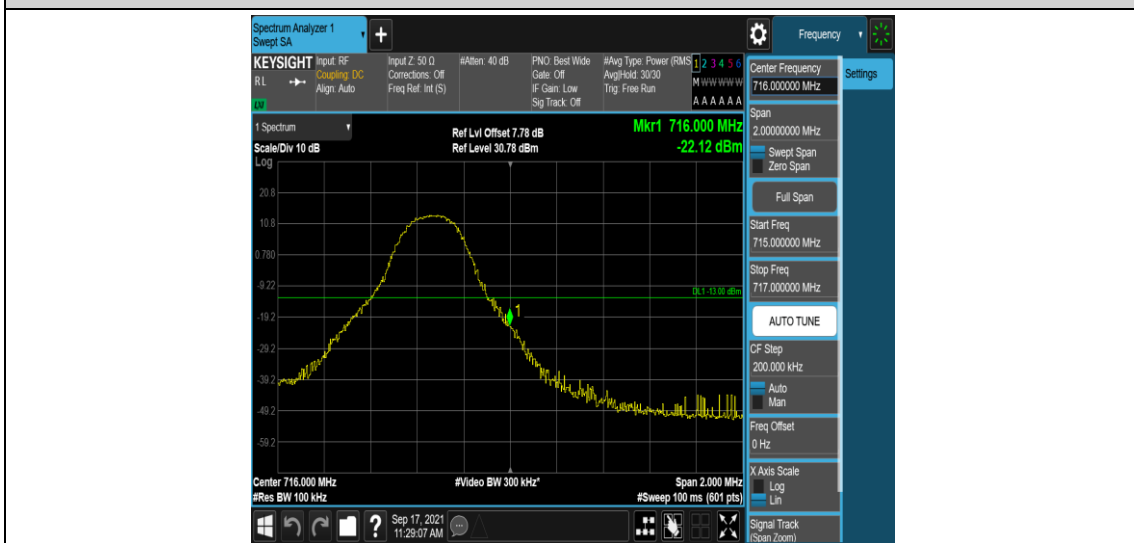 Spectrum Analyzer 1
Swept SA
+
Frequency
KEYSIGHT
RL
LXI
Input: RF
Coupling: DC
Align: Auto
Input Z: 50 Ω
Corrections: Off
Freq Ref: Int (S)
#Atten: 40 dB
PNO: Best Wide
Gate: Off
IF Gain: Low
Sig Track: Off
#Avg Type: Power (RMS
Avg|Hold: 30/30
Trig: Free Run
1 2 3 4 5 6
M W W W W W
A A A A A A
Center Frequency
716.000000 MHz
Settings
Span
2.00000000 MHz
Swept Span
Zero Span
Full Span
Start Freq
715.000000 MHz
Stop Freq
717.000000 MHz
AUTO TUNE
CF Step
200.000 kHz
Auto
Man
Freq Offset
0 Hz
X Axis Scale
Log
Lin
Signal Track
(Span Zoom)
1 Spectrum
Scale/Div 10 dB
Log
Ref Lvl Offset 7.78 dB
Ref Level 30.78 dBm
Mkr1 716.000 MHz
-22.12 dBm
20.8
10.8
0.780
-9.22
DL1 -13.00 dBm
1
-19.2
-29.2
-39.2
-49.2
-59.2
Center 716.000 MHz
#Res BW 100 kHz
#Video BW 300 kHz*
Span 2.000 MHz
#Sweep 100 ms (601 pts)
?
Sep 17, 2021
11:29:07 AM